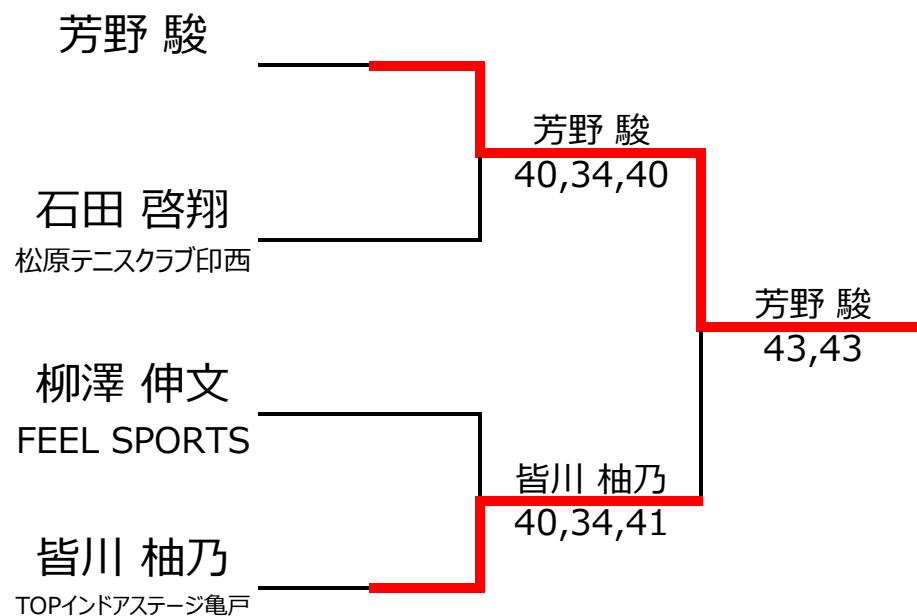 芳野 駿
石田 啓翔
松原テニスクラブ印西
柳澤 伸文
FEEL SPORTS
皆川 柚乃
TOPインドアステージ亀戸
芳野 駿
40,34,40
皆川 柚乃
40,34,41
芳野 駿
43,43